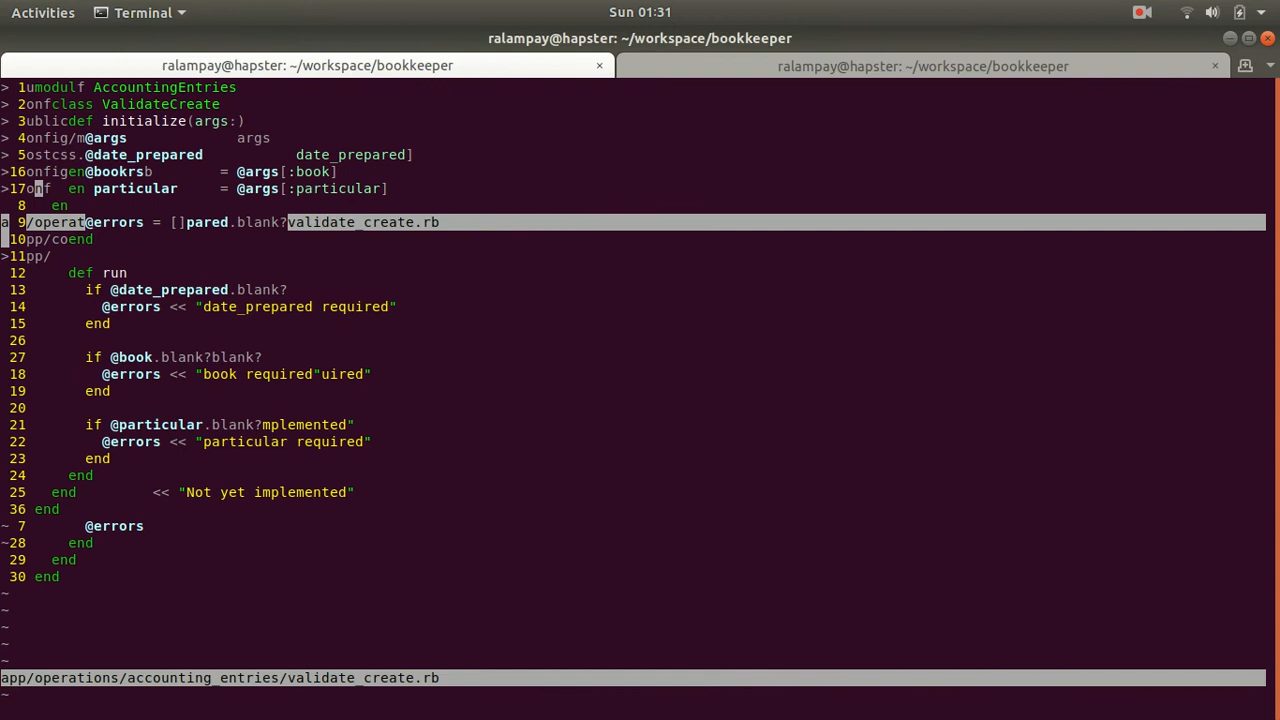 Activities Terminal Sun 01:31
ralampay@hapster: ~/workspace/bookkeeper
ralampay@hapster: ~/workspace/bookkeeper × ralampay@hapster: ~/workspace/bookkeeper ×
> 1umodulf AccountingEntries
> 2onfclass ValidateCreate
> 3ublicdef initialize(args:)
> 4onfig/m@args args
> 5ostcss.@date_prepared date_prepared]
>16onfigen@bookrsb = @args[:book]
>17onf en particular = @args[:particular]
8 en
a 9/operat@errors = []pared.blank?validate_create.rb
10pp/coend
>11pp/
12 def run
13 if @date_prepared.blank?
14 @errors << "date_prepared required"
15 end
26
27 if @book.blank?blank?
18 @errors << "book required"uired"
19 end
20
21 if @particular.blank?mplemented"
22 @errors << "particular required"
23 end
24 end
25 end << "Not yet implemented"
36 end
~ 7 @errors
~28 end
29 end
30 end
~
~
~
~
~
app/operations/accounting_entries/validate_create.rb
~